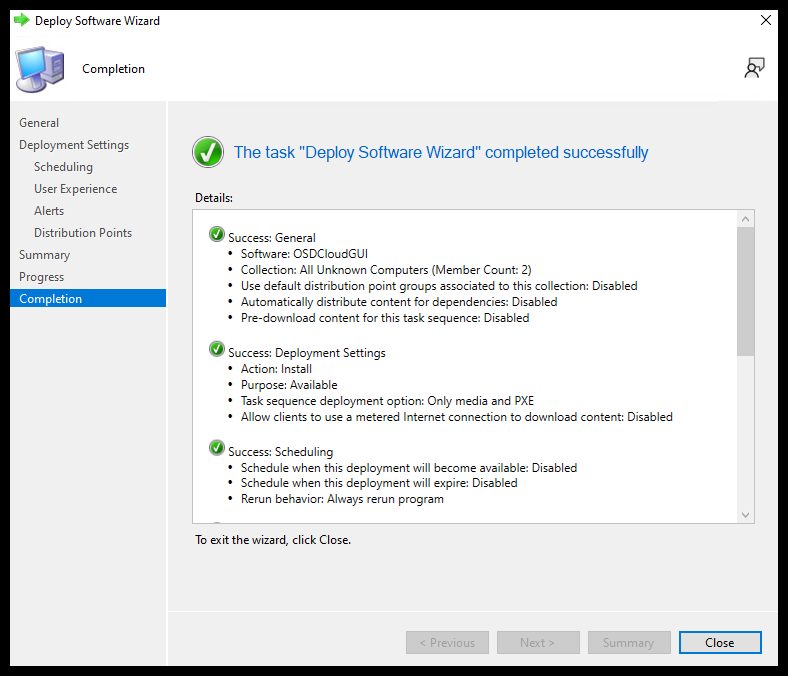 Deploy Software Wizard
Completion
General
Deployment Settings
Scheduling
User Experience
Alerts
Distribution Points
Summary
Progress
Completion
The task "Deploy Software Wizard" completed successfully
Details:
Success: General
• Software: OSDCloudGUI
• Collection: All Unknown Computers (Member Count: 2)
• Use default distribution point groups associated to this collection: Disabled
• Automatically distribute content for dependencies: Disabled
• Pre-download content for this task sequence: Disabled
Success: Deployment Settings
• Action: Install
• Purpose: Available
• Task sequence deployment option: Only media and PXE
• Allow clients to use a metered Internet connection to download content: Disabled
Success: Scheduling
• Schedule when this deployment will become available: Disabled
• Schedule when this deployment will expire: Disabled
• Rerun behavior: Always rerun program
To exit the wizard, click Close.
< Previous
Next >
Summary
Close